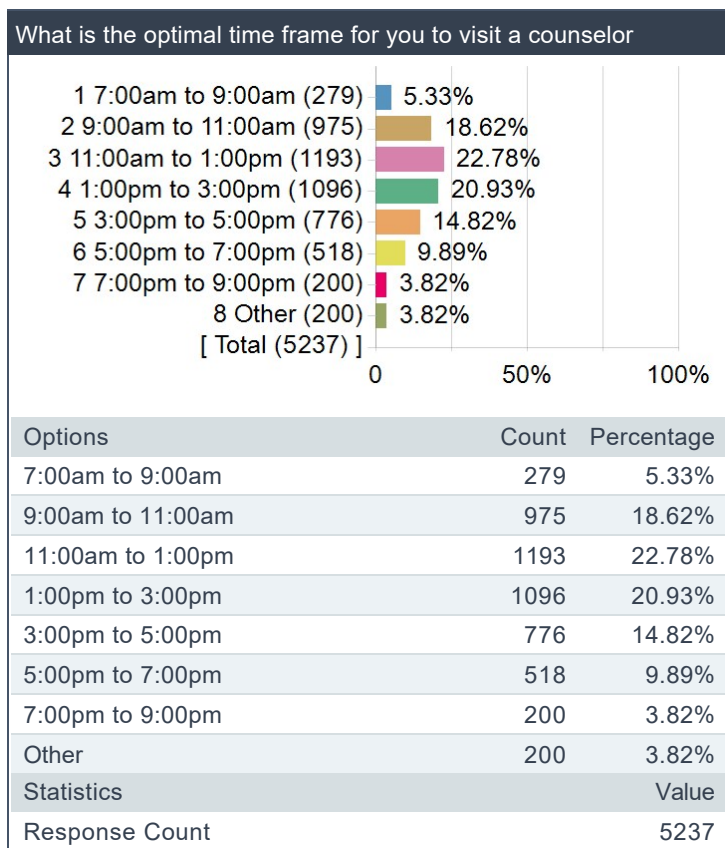 What is the optimal time frame for you to visit a counselor
1 7:00am to 9:00am (279) 5.33%
2 9:00am to 11:00am (975) 18.62%
3 11:00am to 1:00pm (1193) 22.78%
4 1:00pm to 3:00pm (1096) 20.93%
5 3:00pm to 5:00pm (776) 14.82%
6 5:00pm to 7:00pm (518) 9.89%
7 7:00pm to 9:00pm (200) 3.82%
8 Other (200) 3.82%
[ Total (5237) ]
0 50% 100%
Options Count Percentage
7:00am to 9:00am 279 5.33%
9:00am to 11:00am 975 18.62%
11:00am to 1:00pm 1193 22.78%
1:00pm to 3:00pm 1096 20.93%
3:00pm to 5:00pm 776 14.82%
5:00pm to 7:00pm 518 9.89%
7:00pm to 9:00pm 200 3.82%
Other 200 3.82%
Statistics Value
Response Count 5237